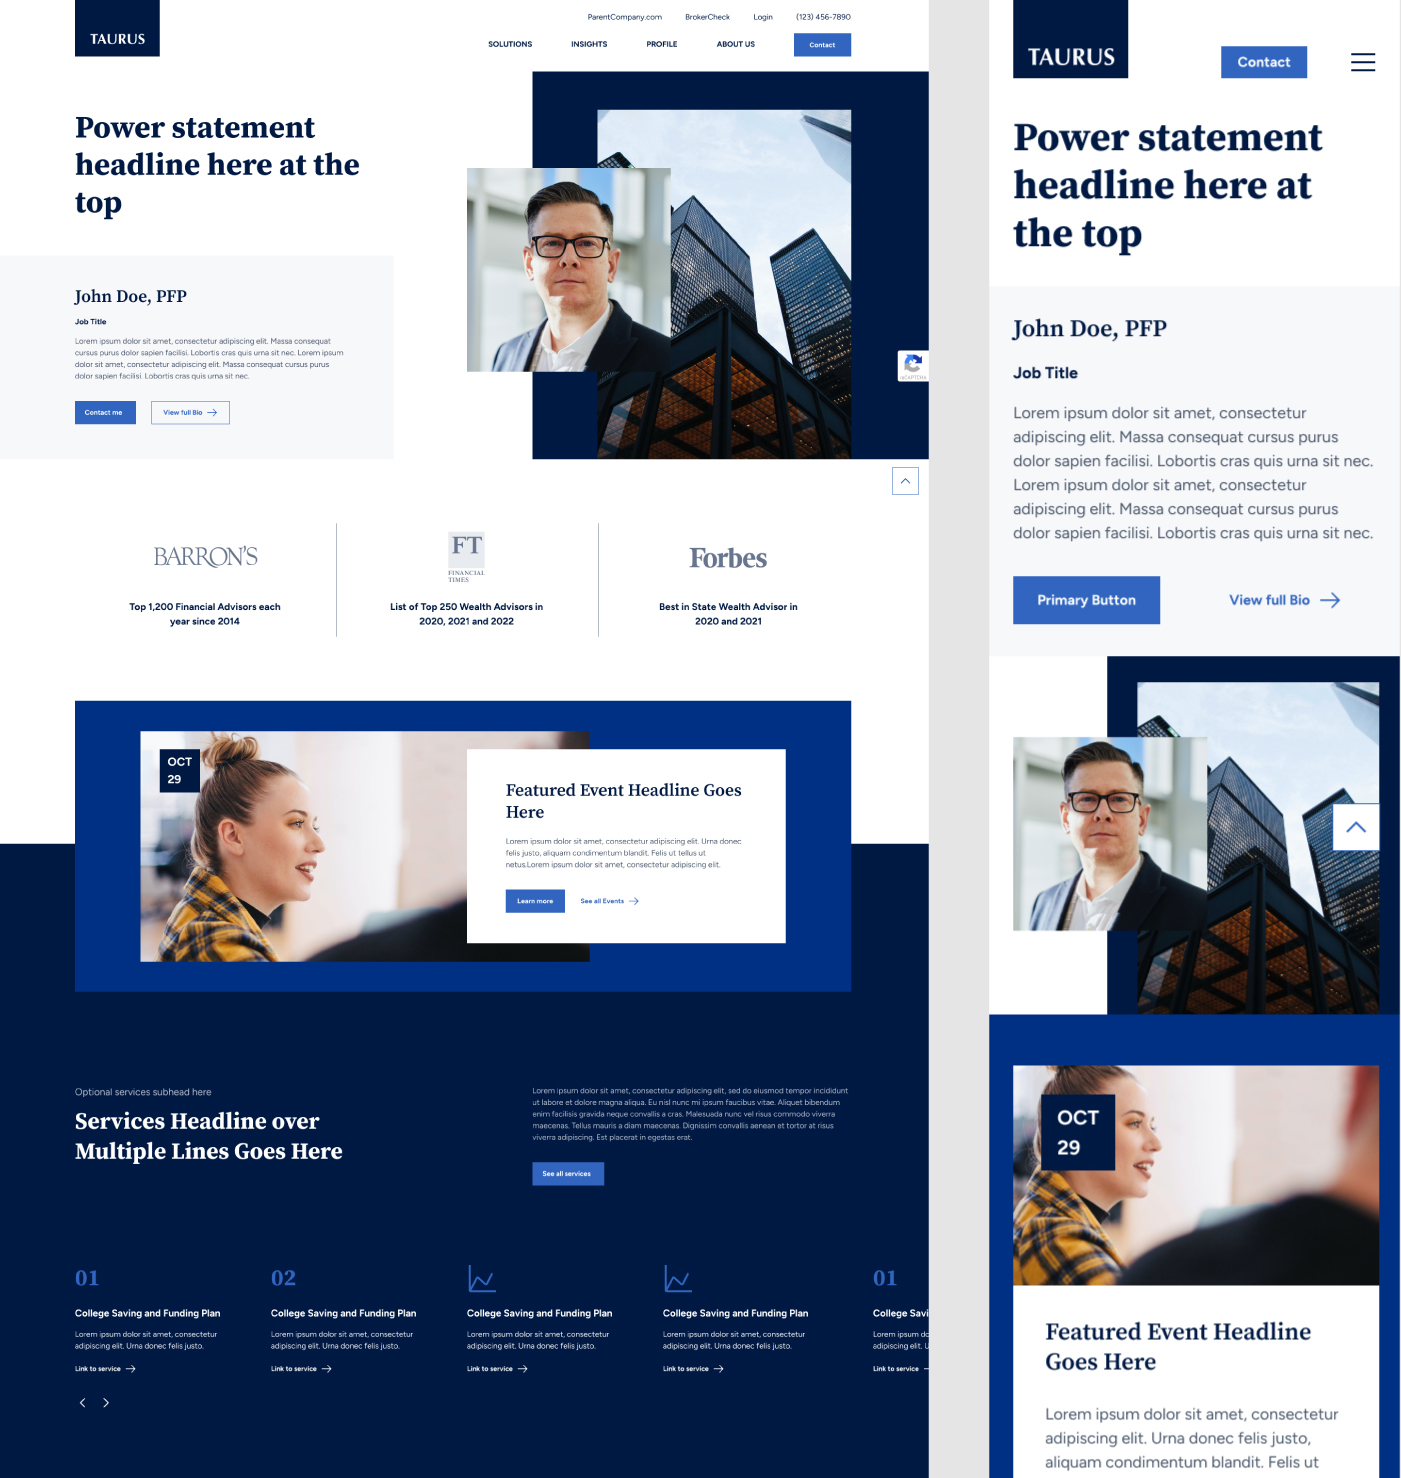 TAURUS
ParentCompany.com BrokerCheck Login (123) 456-7890
SOLUTIONS INSIGHTS PROFILE ABOUT US Contact
Power statement
headline here at the
top
John Doe, PFP
Job Title
Lorem ipsum dolor sit amet, consectetur adipiscing elit. Massa consequat
cursus purus dolor sapien facilisi. Lobortis cras quis urna sit nec. Lorem ipsum
dolor sit amet, consectetur adipiscing elit. Massa consequat cursus purus
dolor sapien facilisi. Lobortis cras quis urna sit nec.
Contact me View full Bio
reCAPTCHA
BARRON'S
Top 1,200 Financial Advisors each
year since 2014
FT
FINANCIAL
TIMES
List of Top 250 Wealth Advisors in
2020, 2021 and 2022
Forbes
Best in State Wealth Advisor in
2020 and 2021
OCT
29
Featured Event Headline Goes
Here
Lorem ipsum dolor sit amet, consectetur adipiscing elit. Urna donec
felis justo, aliquam condimentum blandit. Felis ut tellus ut
netus.Lorem ipsum dolor sit amet, consectetur adipiscing elit.
Learn more See all Events
Optional services subhead here
Services Headline over
Multiple Lines Goes Here
Lorem ipsum dolor sit amet, consectetur adipiscing elit, sed do eiusmod tempor incididunt
ut labore et dolore magna aliqua. Eu nisl nunc mi ipsum faucibus vitae. Aliquet bibendum
enim facilisis gravida neque convallis a cras. Malesuada nunc vel risus commodo viverra
maecenas. Tellus mauris a diam maecenas. Dignissim convallis aenean et tortor at risus
viverra adipiscing. Est placerat in egestas erat.
See all services
01
College Saving and Funding Plan
Lorem ipsum dolor sit amet, consectetur
adipiscing elit. Urna donec felis justo.
Link to service
02
College Saving and Funding Plan
Lorem ipsum dolor sit amet, consectetur
adipiscing elit. Urna donec felis justo.
Link to service
College Saving and Funding Plan
Lorem ipsum dolor sit amet, consectetur
adipiscing elit. Urna donec felis justo.
Link to service
College Saving and Funding Plan
Lorem ipsum dolor sit amet, consectetur
adipiscing elit. Urna donec felis justo.
Link to service
01
College Savi
Lorem ipsum do
adipiscing elit. U
Link to service
TAURUS
Contact
Power statement
headline here at
the top
John Doe, PFP
Job Title
Lorem ipsum dolor sit amet, consectetur
adipiscing elit. Massa consequat cursus purus
dolor sapien facilisi. Lobortis cras quis urna sit nec.
Lorem ipsum dolor sit amet, consectetur
adipiscing elit. Massa consequat cursus purus
dolor sapien facilisi. Lobortis cras quis urna sit nec.
Primary Button View full Bio
OCT
29
Featured Event Headline
Goes Here
Lorem ipsum dolor sit amet, consectetur
adipiscing elit. Urna donec felis justo,
aliquam condimentum blandit. Felis ut